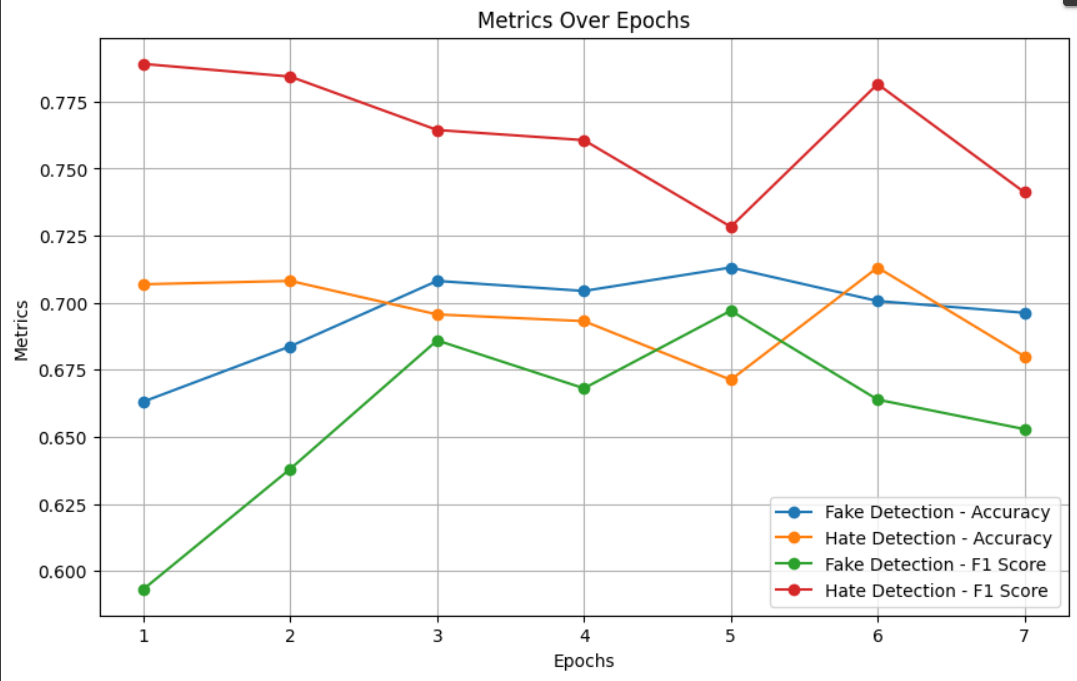 Metrics Over Epochs
Metrics
0.775
0.750
0.725
0.700
0.675
0.650
0.625
0.600
1 2 3 4 5 6 7
Epochs
Fake Detection - Accuracy
Hate Detection - Accuracy
Fake Detection - F1 Score
Hate Detection - F1 Score